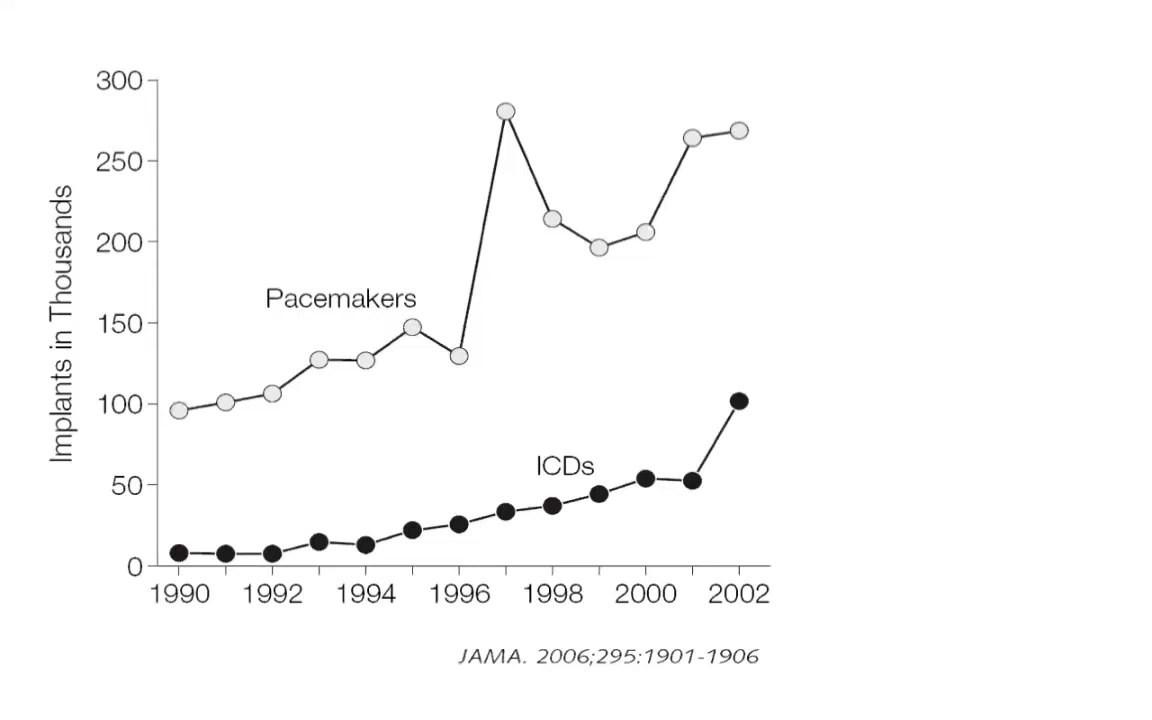 300
250
200
150
100
50
0
Implants in Thousands
Pacemakers
ICDs
1990 1992 1994 1996 1998 2000 2002
JAMA. 2006;295:1901-1906